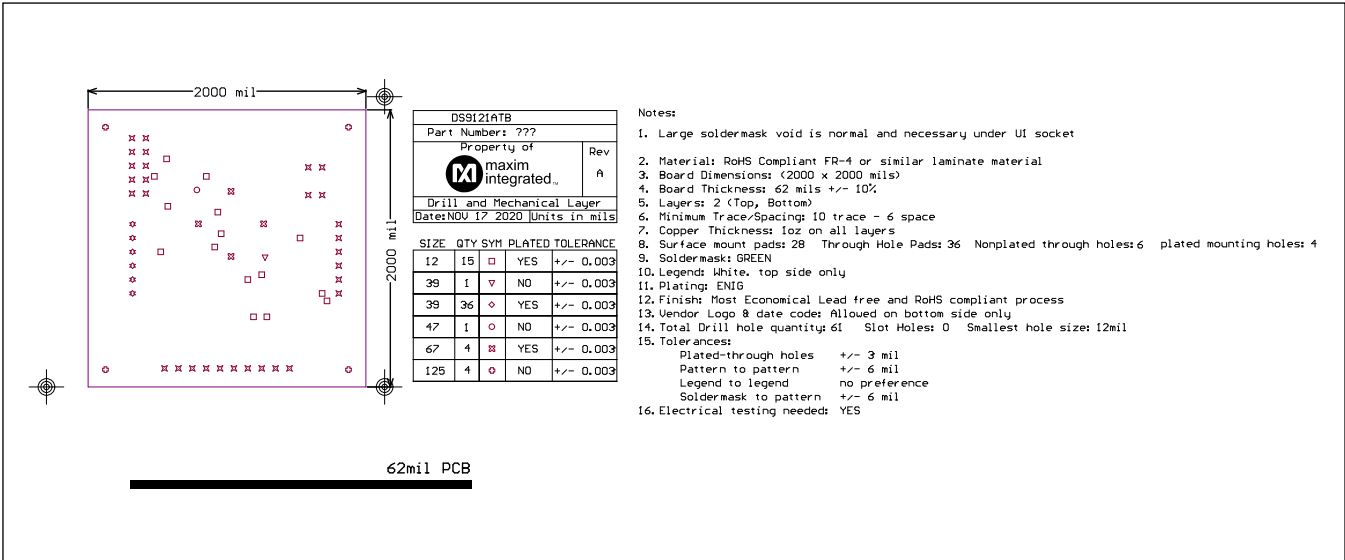 2000 mil
2000 mil
DS9121ATB
Part Number: ???
Property of
maxim
integrated™
Rev
A
Drill and Mechanical Layer
Date:NOV 17 2020 Units in mils
SIZE QTY SYM PLATED TOLERANCE
12 15 YES +/- 0.003
39 1 NO +/- 0.003
39 36 YES +/- 0.003
47 1 NO +/- 0.003
67 4 YES +/- 0.003
125 4 NO +/- 0.003
Notes:
1. Large soldermask void is normal and necessary under U1 socket
2. Material: RoHS Compliant FR-4 or similar laminate material
3. Board Dimensions: (2000 x 2000 mils)
4. Board Thickness: 62 mils +/- 10%
5. Layers: 2 (Top, Bottom)
6. Minimum Trace/Spacing: 10 trace - 6 space
7. Copper Thickness: 1oz on all layers
8. Surface mount pads: 28 Through Hole Pads: 36 Nonplated through holes: 6 plated mounting holes: 4
9. Soldermask: GREEN
10. Legend: White, top side only
11. Plating: ENIG
12. Finish: Most Economical Lead free and RoHS compliant process
13. Vendor Logo & date code: Allowed on bottom side only
14. Total Drill hole quantity: 61 Slot Holes: 0 Smallest hole size: 12mil
15. Tolerances:
Plated-through holes +/- 3 mil
Pattern to pattern +/- 6 mil
Legend to legend no preference
Soldermask to pattern +/- 6 mil
16. Electrical testing needed: YES
62mil PCB